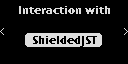 Interaction with
< ShieldedJST >